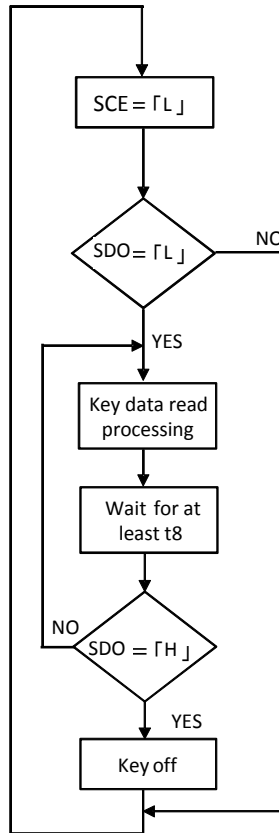 SCE =「L」
SDO =「L」
NO
YES
Key data read
processing
Wait for at
least t8
NO
SDO =「H」
YES
Key off